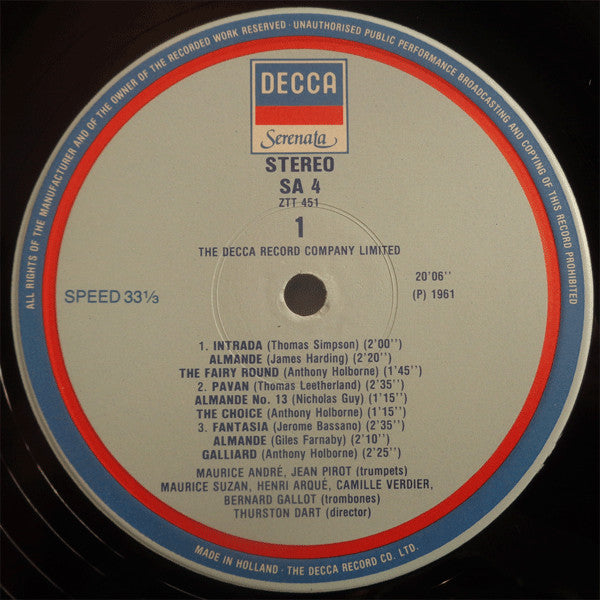 ALL RIGHTS OF THE MANUFACTURER AND OF THE OWNER OF THE RECORDED WORK RESERVED · UNAUTHORISED PUBLIC PERFORMANCE BROADCASTING AND COPYING OF THIS RECORD PROHIBITED
DECCA
Serenata
STEREO
SA 4
ZTT 451
1
THE DECCA RECORD COMPANY LIMITED
20'06''
SPEED 33⅓
(P) 1961
1. INTRADA (Thomas Simpson) (2'00'')
ALMANDE (James Harding) (2'20'')
THE FAIRY ROUND (Anthony Holborne) (1'45'')
2. PAVAN (Thomas Leetherland) (2'35'')
ALMANDE No. 13 (Nicholas Guy) (1'15'')
THE CHOICE (Anthony Holborne) (1'15'')
3. FANTASIA (Jerome Bassano) (2'35'')
ALMANDE (Giles Farnaby) (2'10'')
GALLIARD (Anthony Holborne) (2'25'')
MAURICE ANDRÉ, JEAN PIROT (trumpets)
MAURICE SUZAN, HENRI ARQUÉ, CAMILLE VERDIER,
BERNARD GALLOT (trombones)
THURSTON DART (director)
MADE IN HOLLAND · THE DECCA RECORD CO. LTD.